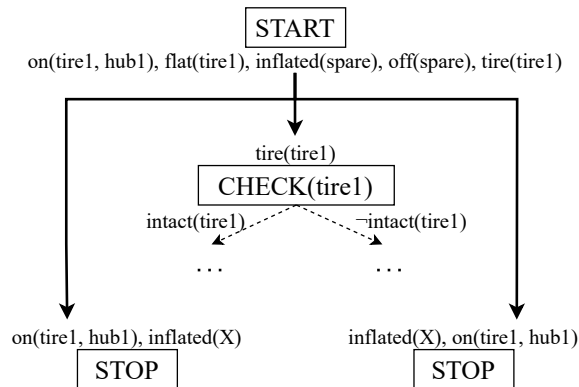 START
on(tire1, hub1), flat(tire1), inflated(spare), off(spare), tire(tire1)
tire(tire1)
CHECK(tire1)
intact(tire1) ¬intact(tire1)
... ...
on(tire1, hub1), inflated(X) inflated(X), on(tire1, hub1)
STOP STOP